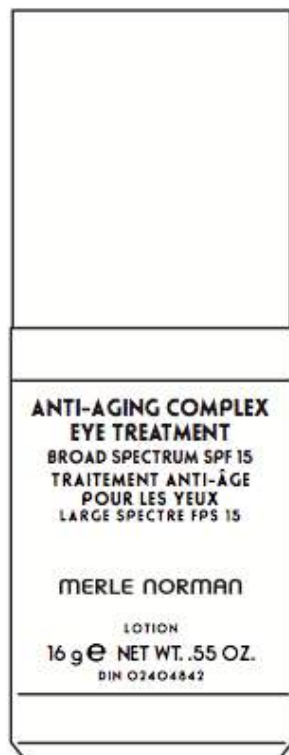 ANTI-AGING COMPLEX
EYE TREATMENT
BROAD SPECTRUM SPF 15
TRAITEMENT ANTI-ÂGE
POUR LES YEUX
LARGE SPECTRE FPS 15
MERLE NORMAN
LOTION
16 g℮ NET WT. .55 OZ.
DIN 02404842